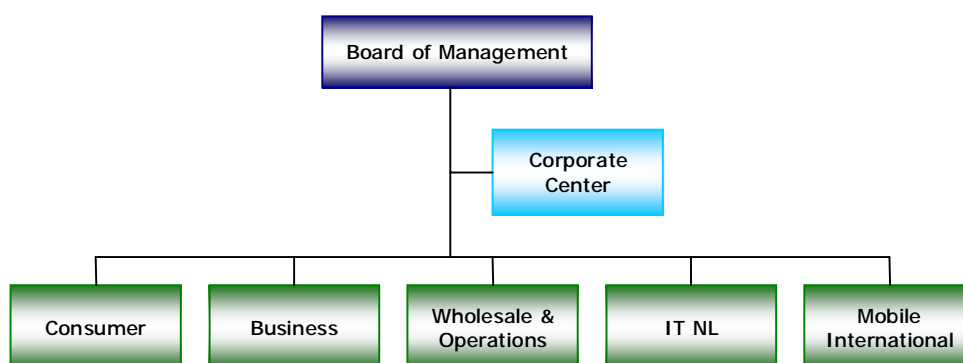 Board of Management
Corporate
Center
Consumer
Business
Wholesale &
Operations
IT NL
Mobile
International